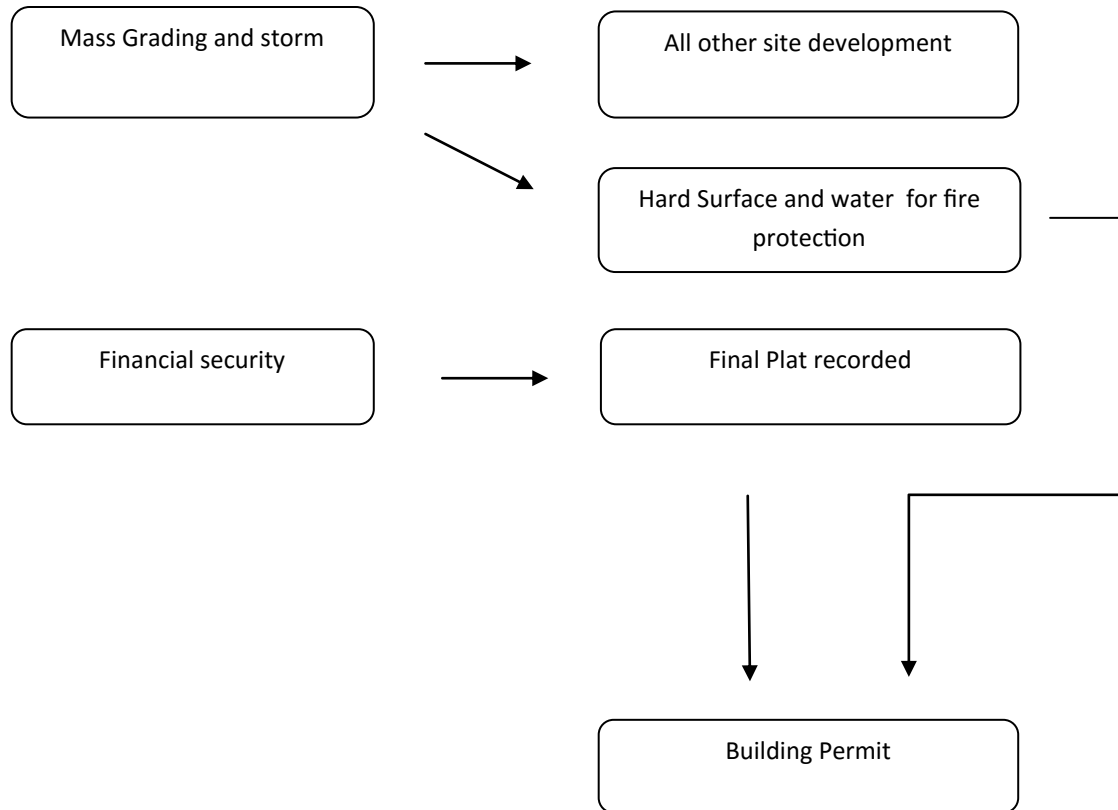 Mass Grading and storm
All other site development
Hard Surface and water for fire
protection
Financial security
Final Plat recorded
Building Permit